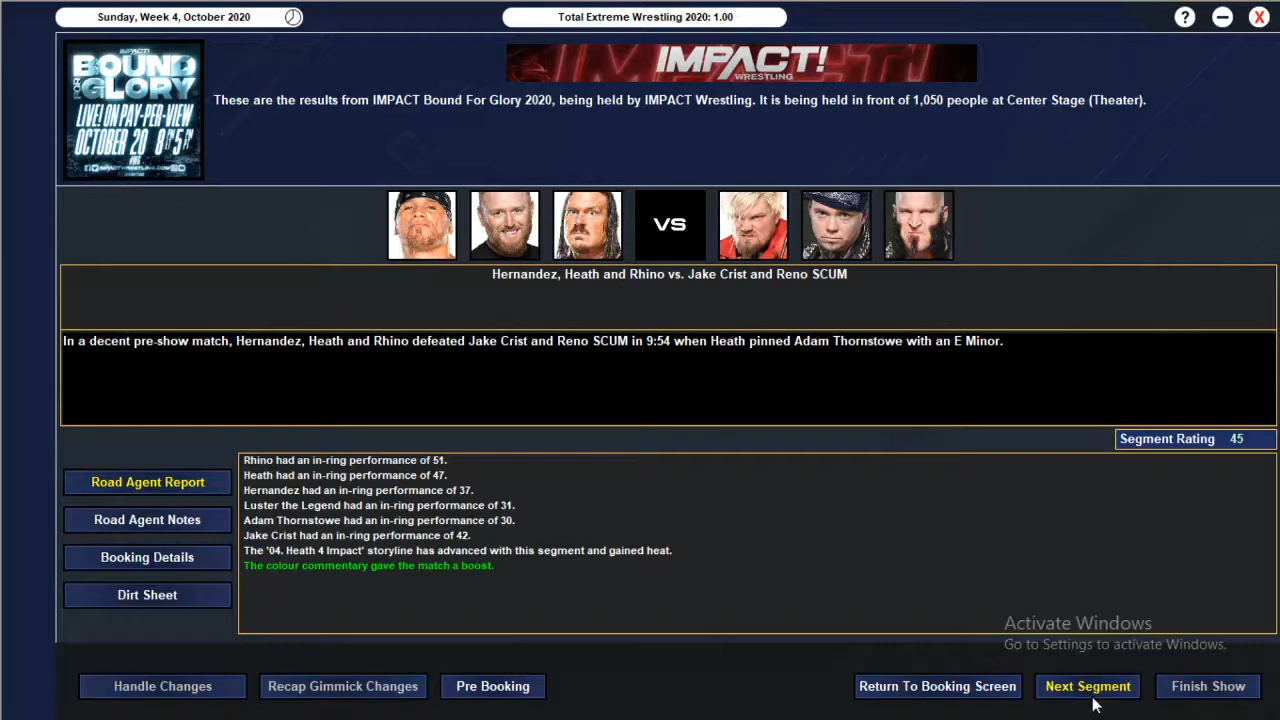 Sunday, Week 4, October 2020
Total Extreme Wrestling 2020: 1.00
?
X
IMPACT!
BOUND
FOR
GLORY
LIVE! ON PAY-PER-VIEW
OCTOBER 20
IMPACT!
WRESTLING
These are the results from IMPACT Bound For Glory 2020, being held by IMPACT Wrestling. It is being held in front of 1,050 people at Center Stage (Theater).
VS
Hernandez, Heath and Rhino vs. Jake Crist and Reno SCUM
In a decent pre-show match, Hernandez, Heath and Rhino defeated Jake Crist and Reno SCUM in 9:54 when Heath pinned Adam Thornstowe with an E Minor.
Segment Rating 45
Road Agent Report
Road Agent Notes
Booking Details
Dirt Sheet
Rhino had an in-ring performance of 51.
Heath had an in-ring performance of 47.
Hernandez had an in-ring performance of 37.
Luster the Legend had an in-ring performance of 31.
Adam Thornstowe had an in-ring performance of 30.
Jake Crist had an in-ring performance of 42.
The '04. Heath 4 Impact' storyline has advanced with this segment and gained heat.
The colour commentary gave the match a boost.
Activate Windows
Go to Settings to activate Windows.
Handle Changes
Recap Gimmick Changes
Pre Booking
Return To Booking Screen
Next Segment
Finish Show